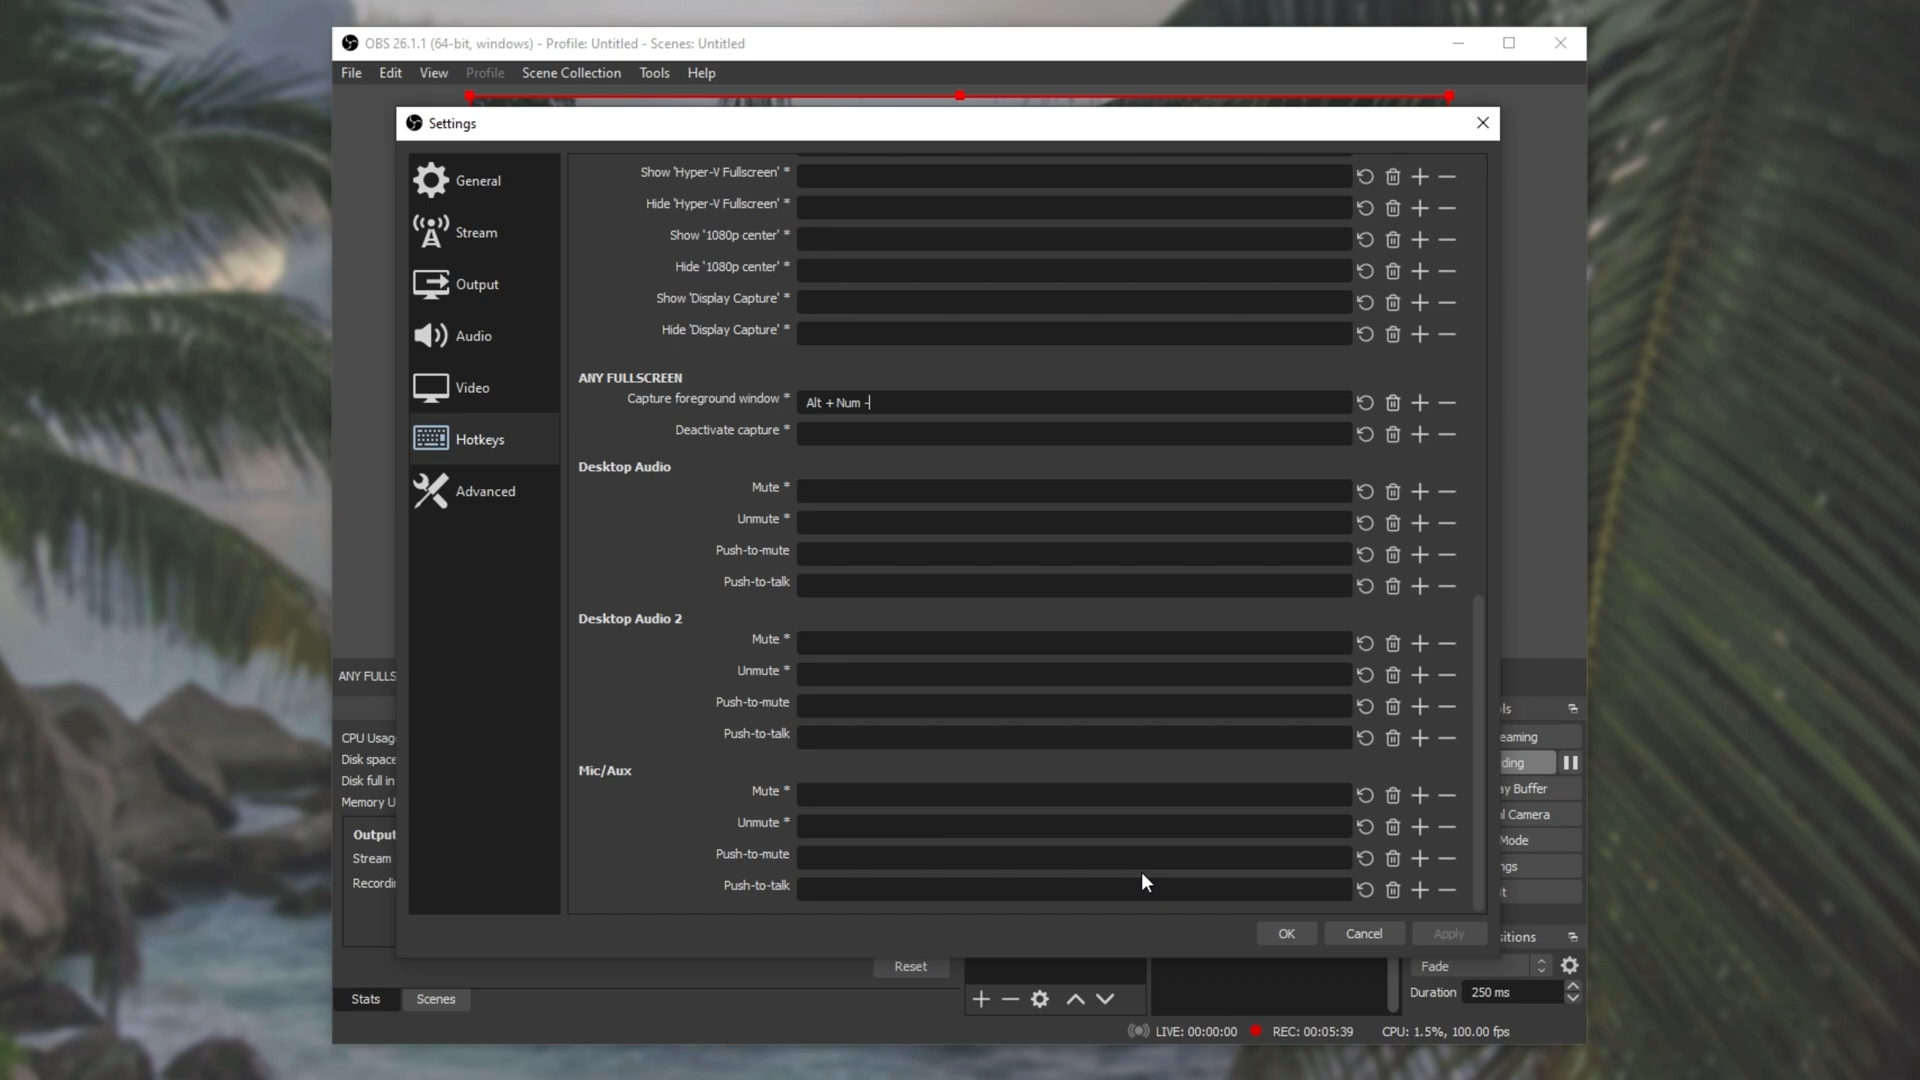 OBS 26.1.1 (64-bit, windows) - Profile: Untitled - Scenes: Untitled
File Edit View Profile Scene Collection Tools Help
Settings
General
Stream
Output
Audio
Video
Hotkeys
Advanced
Show 'Hyper-V Fullscreen' *
Hide 'Hyper-V Fullscreen' *
Show '1080p center' *
Hide '1080p center' *
Show 'Display Capture' *
Hide 'Display Capture' *
ANY FULLSCREEN
Capture foreground window * Alt + Num -
Deactivate capture *
Desktop Audio
Mute *
Unmute *
Push-to-mute
Push-to-talk
Desktop Audio 2
Mute *
Unmute *
Push-to-mute
Push-to-talk
Mic/Aux
Mute *
Unmute *
Push-to-mute
Push-to-talk
OK Cancel Apply
ANY FULLS
CPU Usag
Disk space
Disk full in
Memory U
Output
Stream
Recordi
Reset
Stats Scenes
ls
eaming
ding
ay Buffer
l Camera
Mode
ngs
it
sitions
Fade
Duration 250 ms
LIVE: 00:00:00 REC: 00:05:39 CPU: 1.5%, 100.00 fps